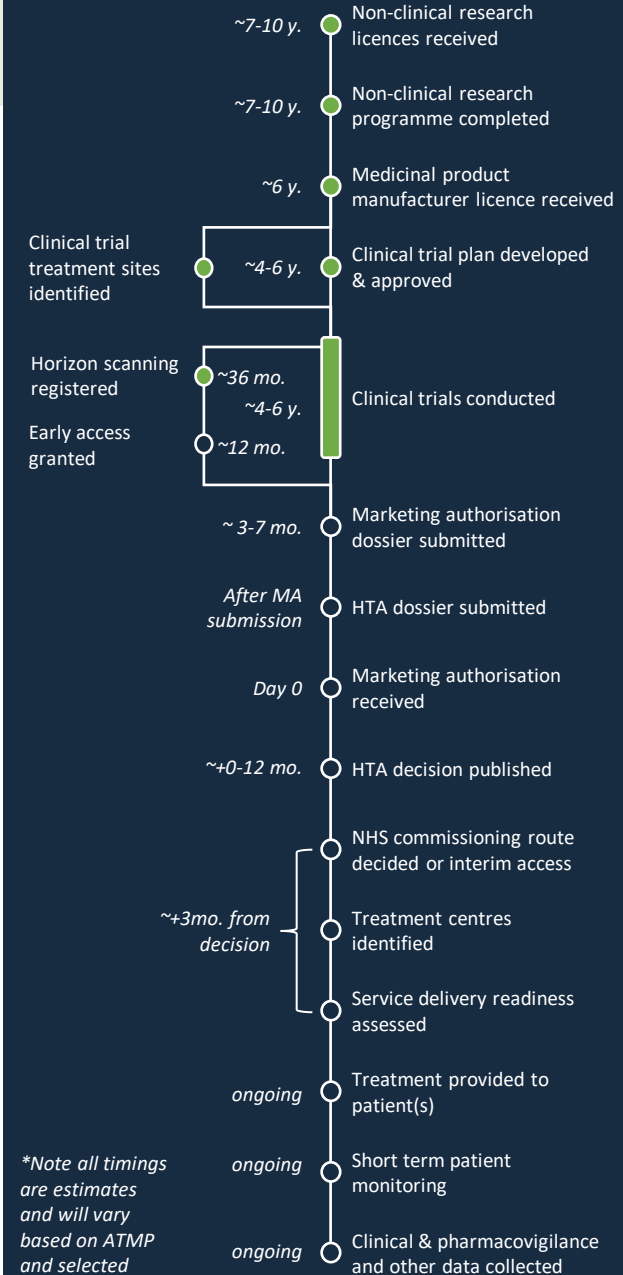 ~7-10 y.
Non-clinical research
licences received
~7-10 y.
Non-clinical research
programme completed
~6 y.
Medicinal product
manufacturer licence received
Clinical trial
treatment sites
identified
~4-6 y.
Clinical trial plan developed
& approved
Horizon scanning
registered
~36 mo.
~4-6 y.
Clinical trials conducted
Early access
granted
~12 mo.
~ 3-7 mo.
Marketing authorisation
dossier submitted
After MA
submission
HTA dossier submitted
Day 0
Marketing authorisation
received
~+0-12 mo.
HTA decision published
NHS commissioning route
decided or interim access
~+3mo. from
decision
Treatment centres
identified
Service delivery readiness
assessed
ongoing
Treatment provided to
patient(s)
ongoing
Short term patient
monitoring
ongoing
Clinical & pharmacovigilance
and other data collected
*Note all timings
are estimates
and will vary
based on ATMP
and selected